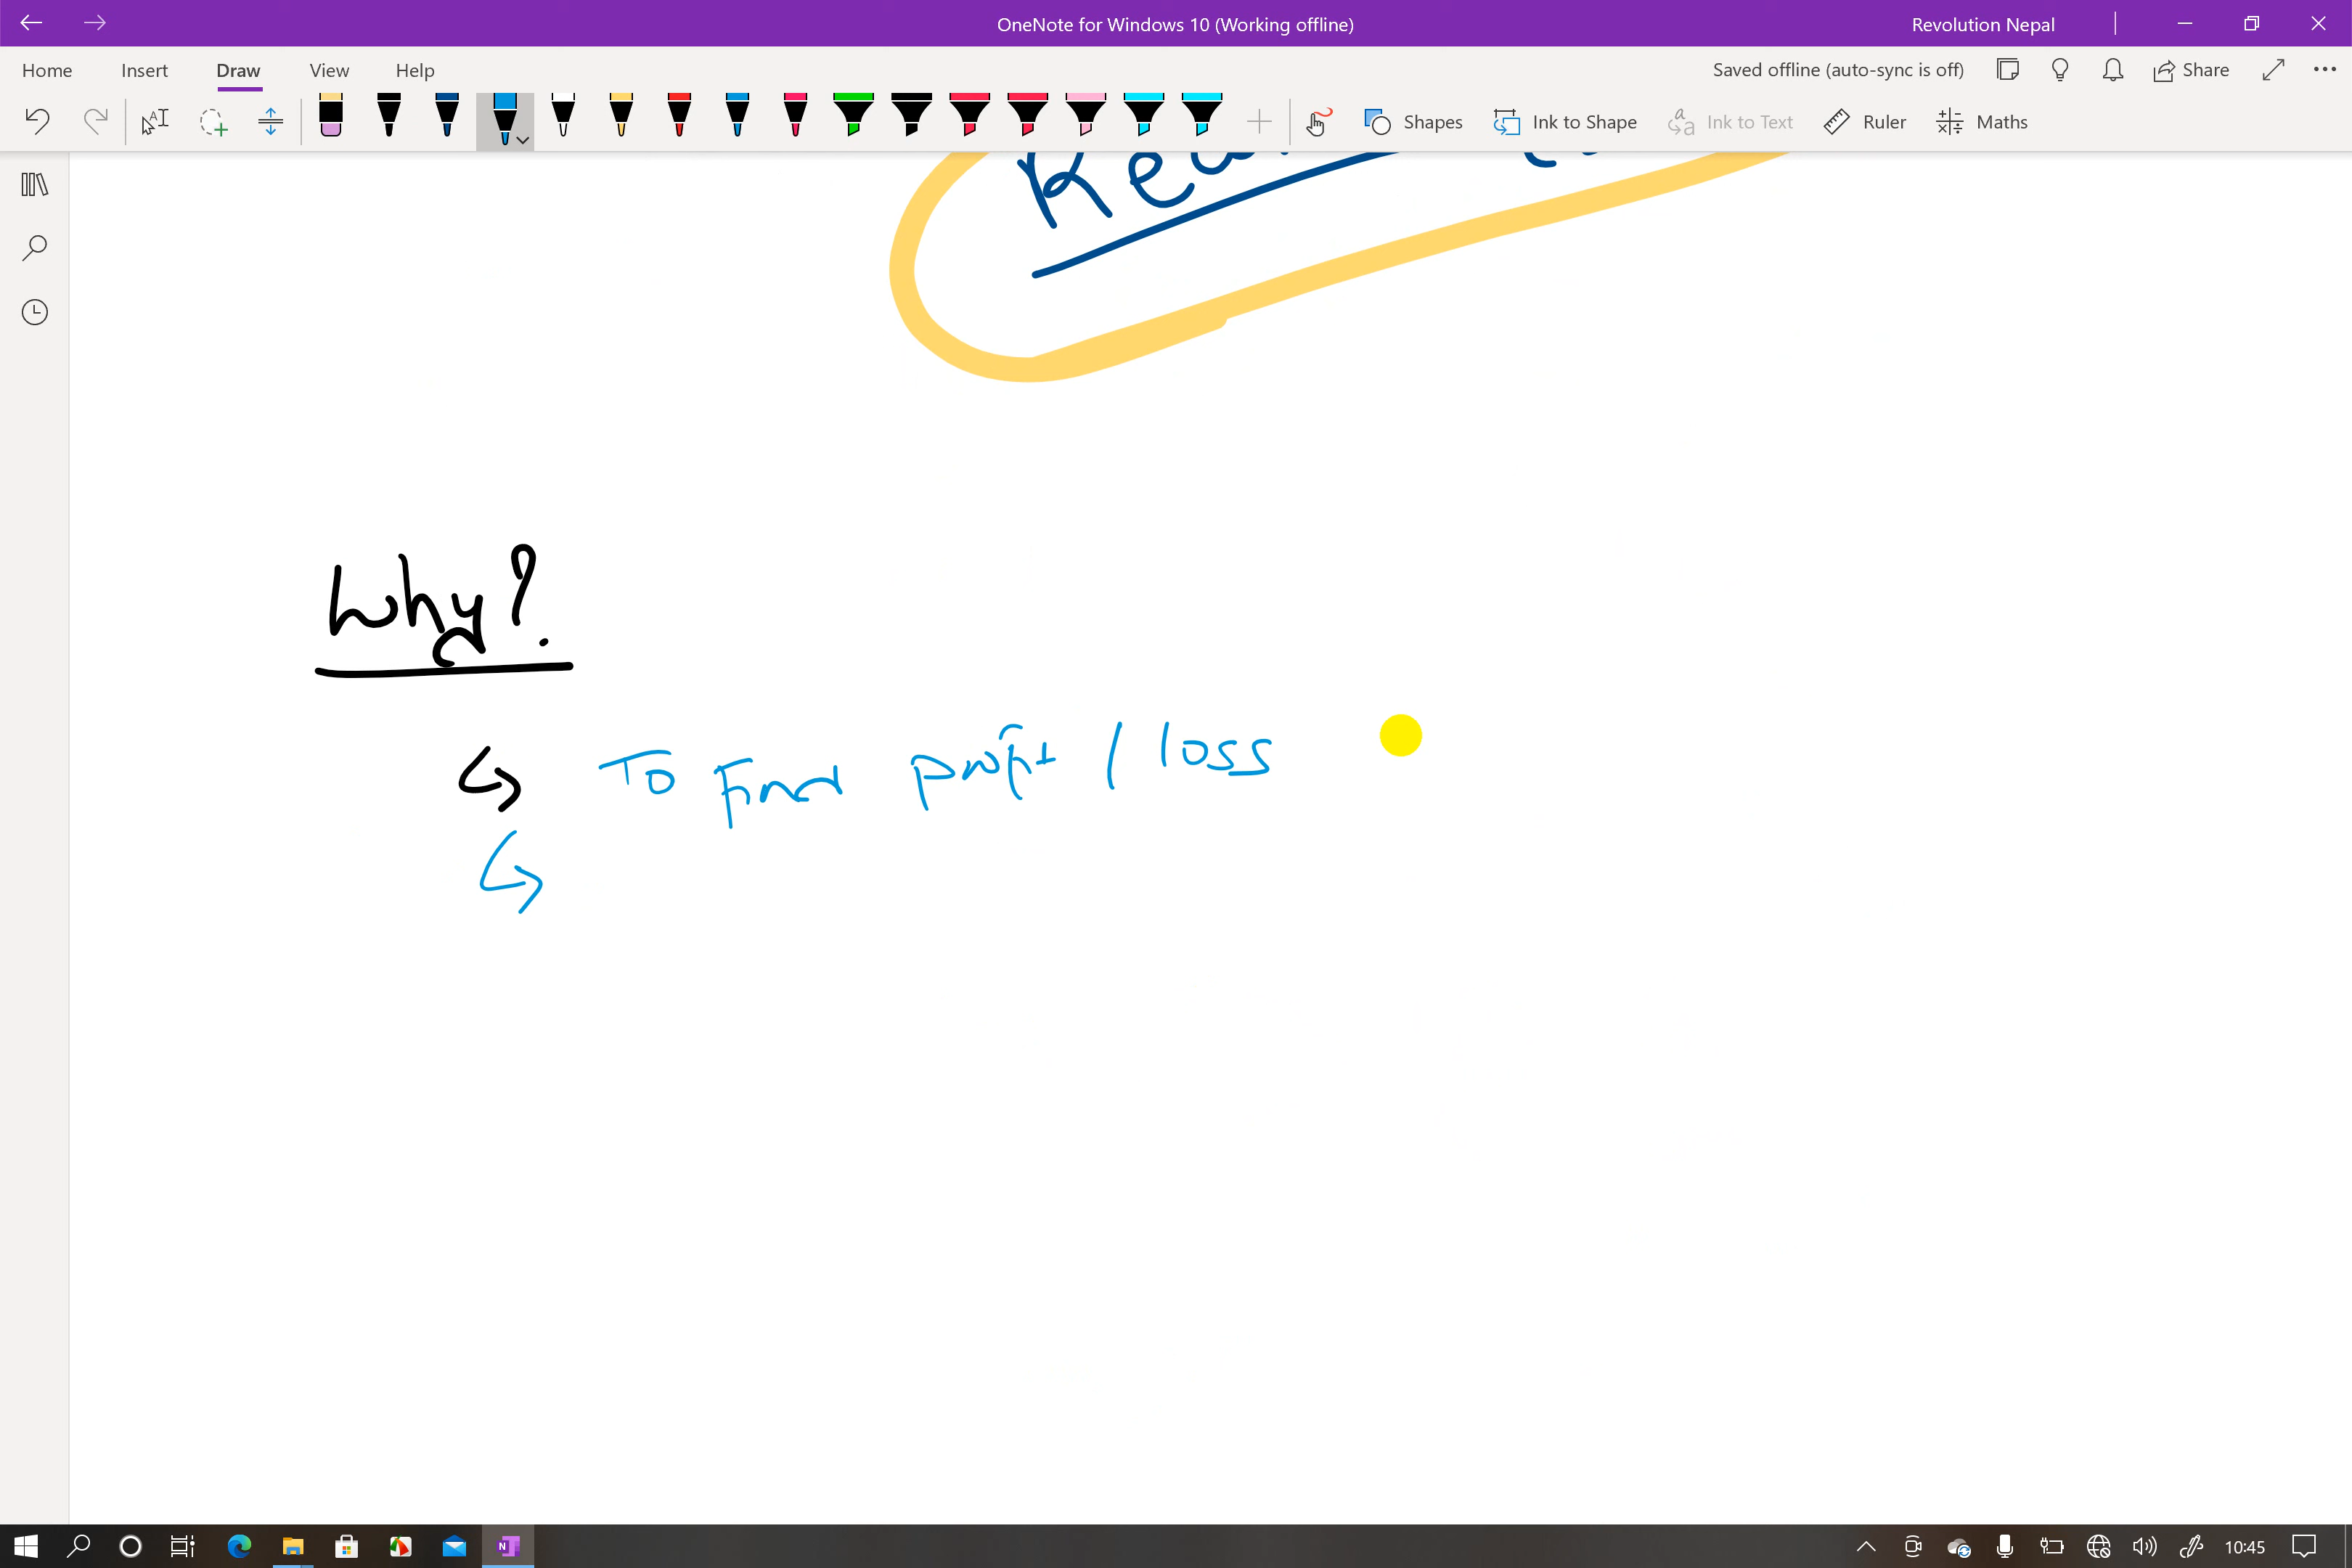 OneNote for Windows 10 (Working offline)
Revolution Nepal
Home Insert Draw View Help
Saved offline (auto-sync is off) Share
Shapes Ink to Shape Ink to Text Ruler Maths
Why?
To Find profit / loss
10:45